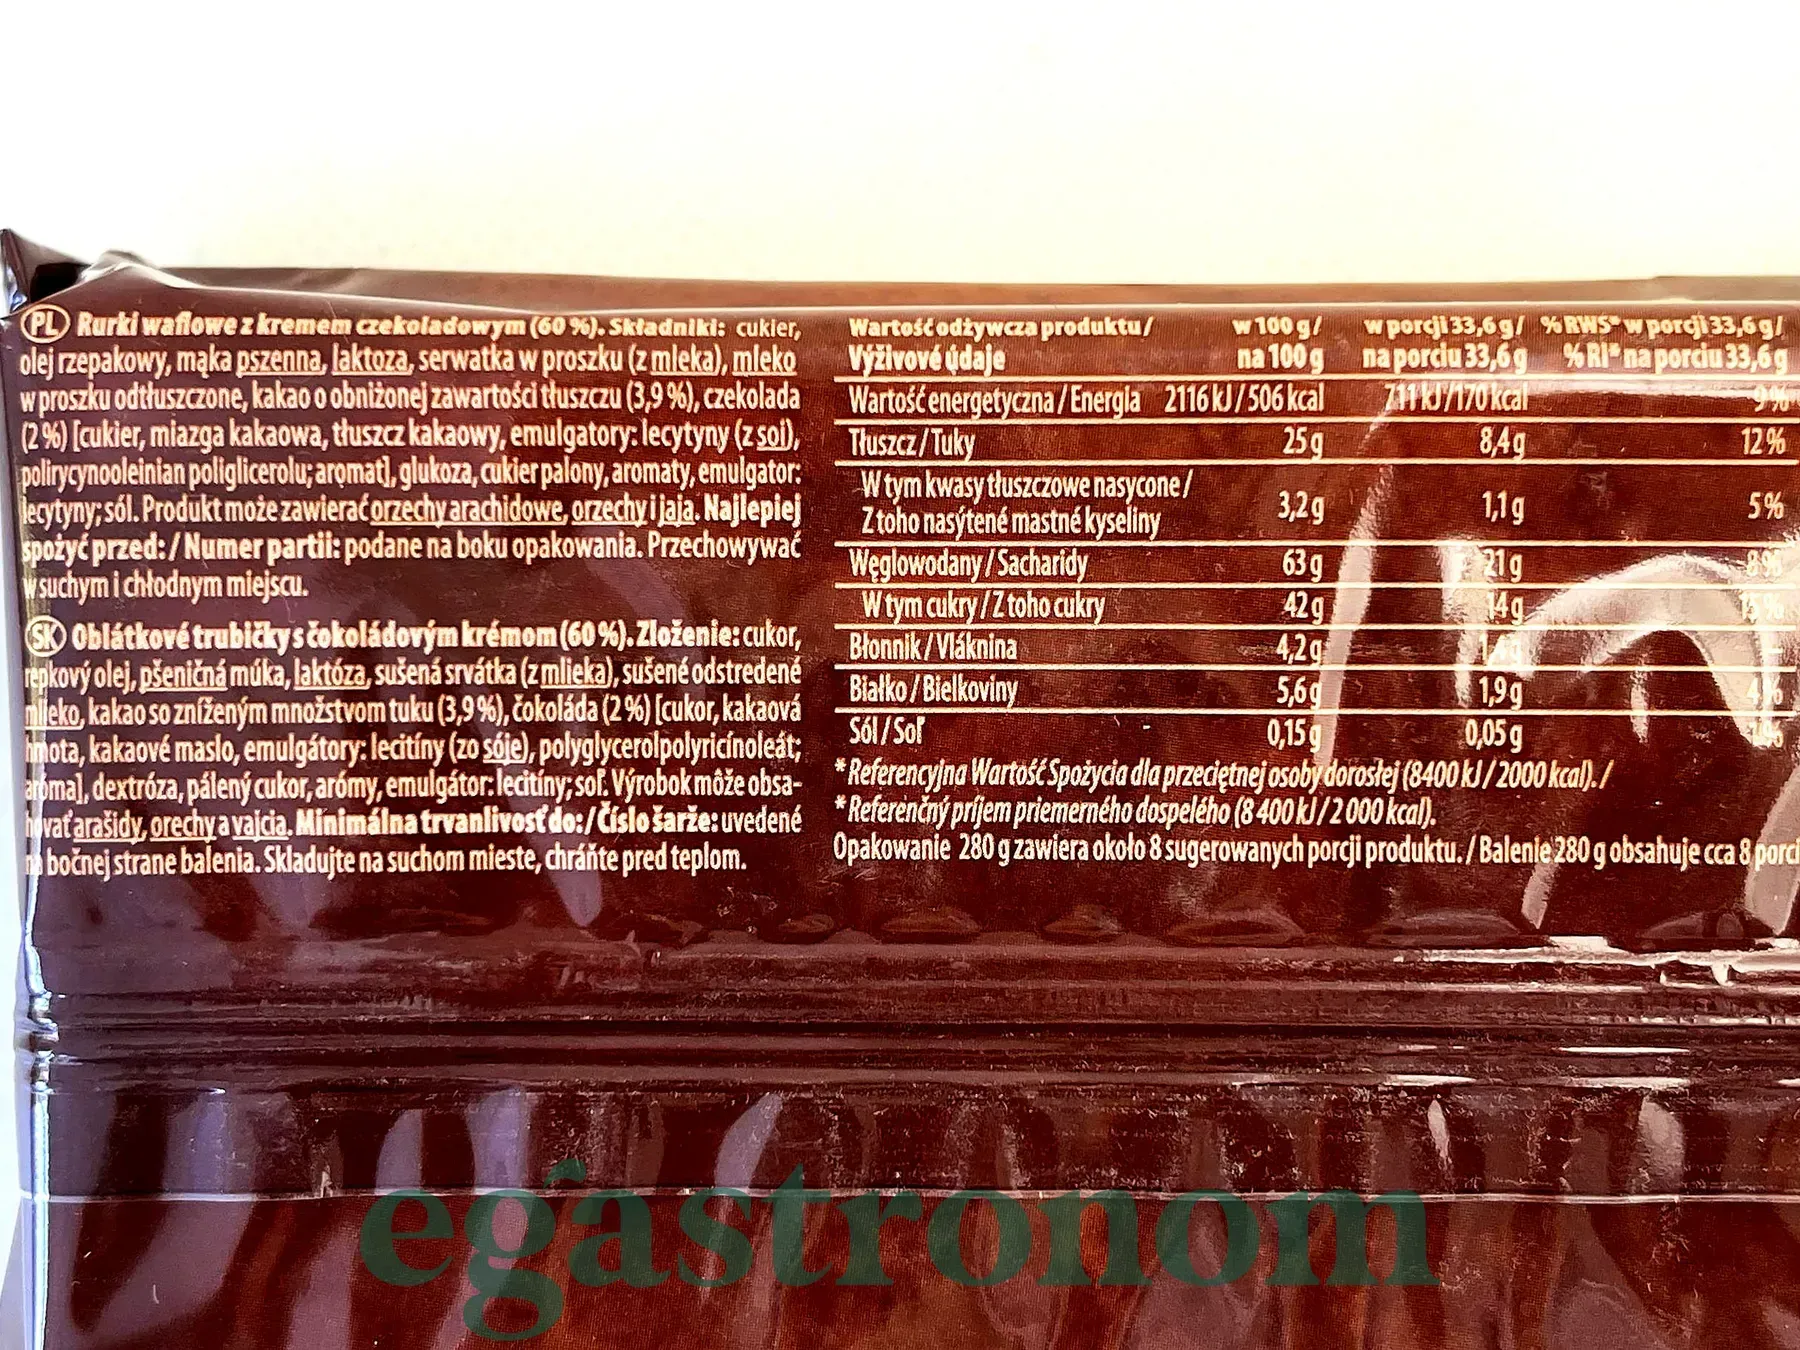 PL Rurki waflowe z kremem czekoladowym (60 %). Składniki: cukier,
olej rzepakowy, mąka pszenna, laktoza, serwatka w proszku (z mleka), mleko
w proszku odtłuszczone, kakao o obniżonej zawartości tłuszczu (3,9 %), czekolada
(2 %) [cukier, miazga kakaowa, tłuszcz kakaowy, emulgatory: lecytyny (z soi),
polirycynooleinian poliglicerolu; aromat], glukoza, cukier palony, aromaty, emulgator:
lecytyny; sól. Produkt może zawierać orzechy arachidowe, orzechy i jaja. Najlepiej
spożyć przed: / Numer partii: podane na boku opakowania. Przechowywać
w suchym i chłodnym miejscu.
SK Oblátkové trubičky s čokoládovým krémom (60 %). Zloženie: cukor,
repkový olej, pšeničná múka, laktóza, sušená srvátka (z mlieka), sušené odstredené
mlieko, kakao so zníženým množstvom tuku (3,9 %), čokoláda (2 %) [cukor, kakaová
hmota, kakaové maslo, emulgátory: lecitíny (zo sóje), polyglycerolpolyricínoleát;
aróma], dextróza, pálený cukor, arómy, emulgátor: lecitíny; soľ. Výrobok môže obsa-
hovať arašidy, orechy a vajcia. Minimálna trvanlivosť do: / Číslo šarže: uvedené
na bočnej strane balenia. Skladujte na suchom mieste, chráňte pred teplom.
Wartość odżywcza produktu / w 100 g / w porcji 33,6 g / % RWS* w porcji 33,6 g /
Výživové údaje na 100 g na porciu 33,6 g % RI* na porciu 33,6 g
Wartość energetyczna / Energia 2116 kJ / 506 kcal 711 kJ/170 kcal 9%
Tłuszcz / Tuky 25 g 8,4 g 12 %
W tym kwasy tłuszczowe nasycone /
Z toho nasýtené mastné kyseliny 3,2 g 1,1 g 5 %
Węglowodany / Sacharidy 63 g 21 g 8%
W tym cukry / Z toho cukry 42 g 14 g 15 %
Błonnik / Vláknina 4,2 g 1,4 g -
Białko / Bielkoviny 5,6 g 1,9 g 4 %
Sól / Soľ 0,15 g 0,05 g 1%
* Referencyjna Wartość Spożycia dla przeciętnej osoby dorosłej (8400 kJ / 2000 kcal). /
* Referenčný príjem priemerného dospelého (8 400 kJ / 2 000 kcal).
Opakowanie 280 g zawiera około 8 sugerowanych porcji produktu. / Balenie 280 g obsahuje cca 8 porci
egastronom